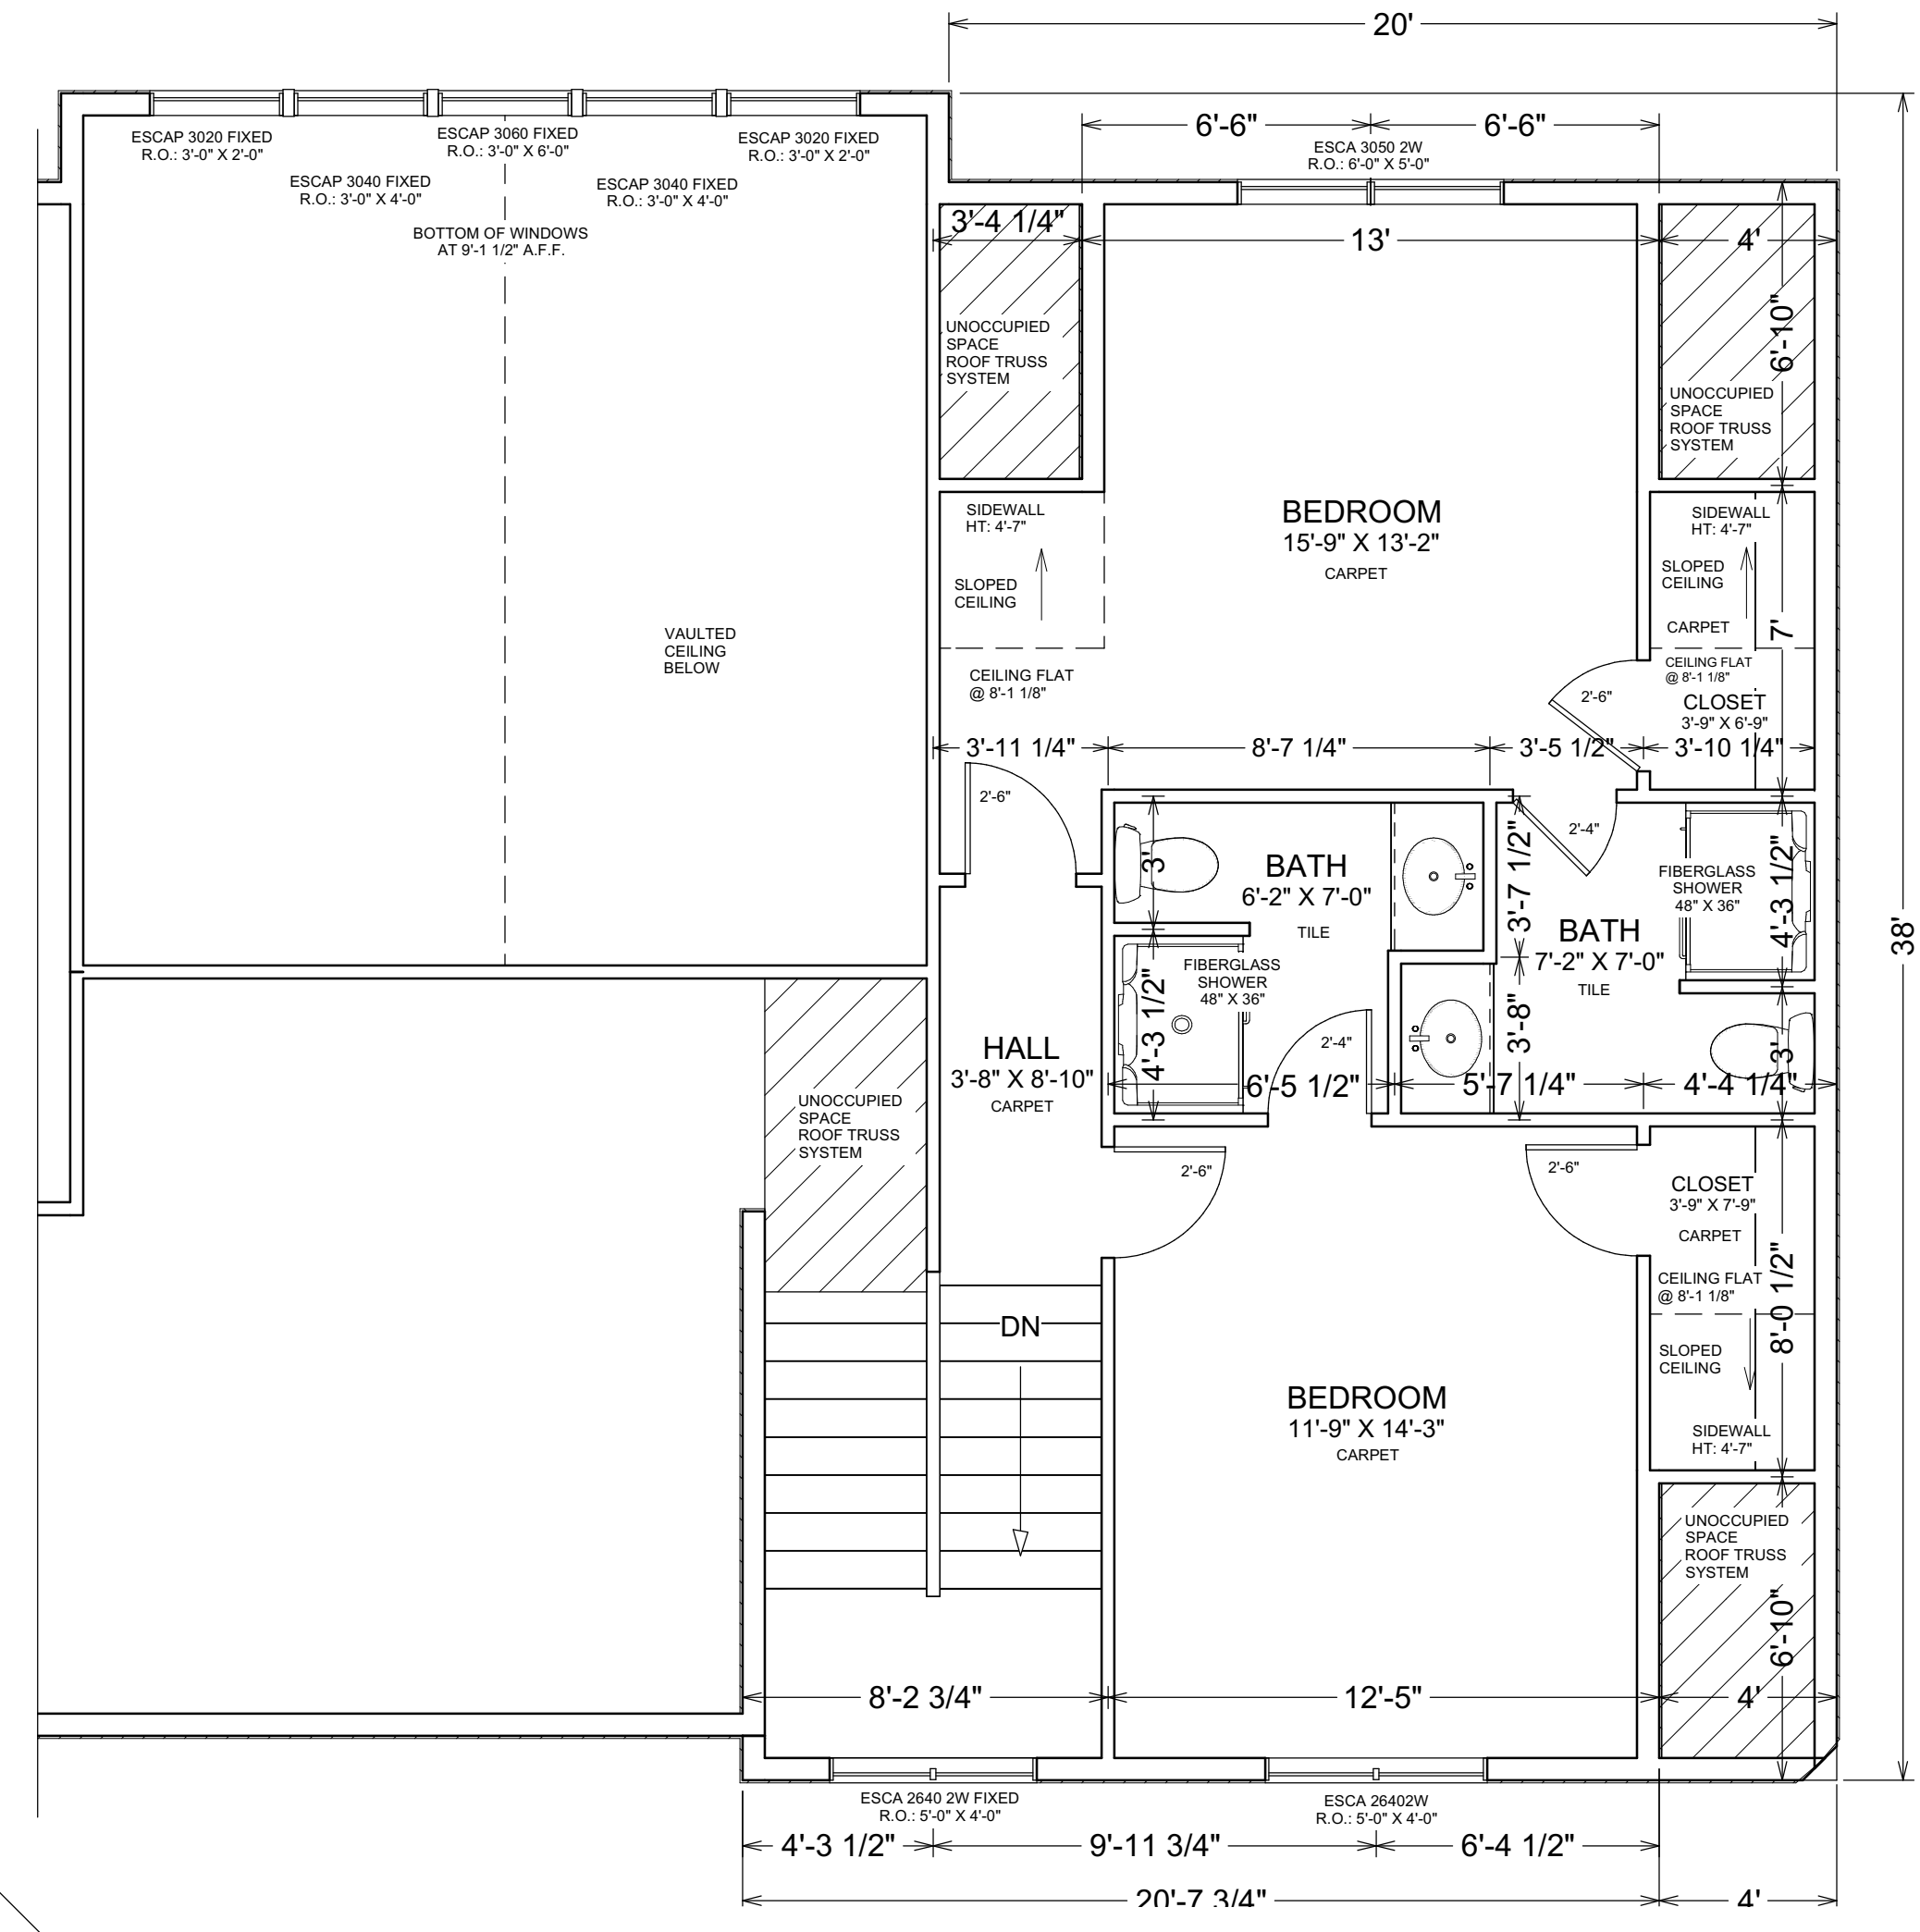 20'
6'-6"
6'-6"
ESCAP 3020 FIXED
R.O.: 3'-0" X 2'-0"
ESCAP 3060 FIXED
R.O.: 3'-0" X 6'-0"
ESCAP 3020 FIXED
R.O.: 3'-0" X 2'-0"
ESCA 3050 2W
R.O.: 6'-0" X 5'-0"
ESCAP 3040 FIXED
R.O.: 3'-0" X 4'-0"
ESCAP 3040 FIXED
R.O.: 3'-0" X 4'-0"
BOTTOM OF WINDOWS
AT 9'-1 1/2" A.F.F.
3'-4 1/4"
13'
4'
6'-10"
UNOCCUPIED
SPACE
ROOF TRUSS
SYSTEM
UNOCCUPIED
SPACE
ROOF TRUSS
SYSTEM
SIDEWALL
HT: 4'-7"
BEDROOM
15'-9" X 13'-2"
CARPET
SIDEWALL
HT: 4'-7"
SLOPED
CEILING
SLOPED
CEILING
CARPET
7'
VAULTED
CEILING
BELOW
CEILING FLAT
@ 8'-1 1/8"
CEILING FLAT
@ 8'-1 1/8"
2'-6"
CLOSET
3'-9" X 6'-9"
3'-11 1/4"
8'-7 1/4"
3'-5 1/2"
3'-10 1/4"
2'-6"
2'-4"
3'
BATH
6'-2" X 7'-0"
TILE
3'-7 1/2"
FIBERGLASS
SHOWER
48" X 36"
4'-3 1/2"
38'
BATH
7'-2" X 7'-0"
TILE
FIBERGLASS
SHOWER
48" X 36"
4'-3 1/2"
3'-8"
2'-4"
3'
HALL
3'-8" X 8'-10"
CARPET
6'-5 1/2"
5'-7 1/4"
4'-4 1/4"
UNOCCUPIED
SPACE
ROOF TRUSS
SYSTEM
2'-6"
2'-6"
CLOSET
3'-9" X 7'-9"
CARPET
CEILING FLAT
@ 8'-1 1/8"
8'-0 1/2"
DN
SLOPED
CEILING
BEDROOM
11'-9" X 14'-3"
CARPET
SIDEWALL
HT: 4'-7"
UNOCCUPIED
SPACE
ROOF TRUSS
SYSTEM
6'-10"
8'-2 3/4"
12'-5"
4'
ESCA 2640 2W FIXED
R.O.: 5'-0" X 4'-0"
ESCA 26402W
R.O.: 5'-0" X 4'-0"
4'-3 1/2"
9'-11 3/4"
6'-4 1/2"
20'-7 3/4"
4'